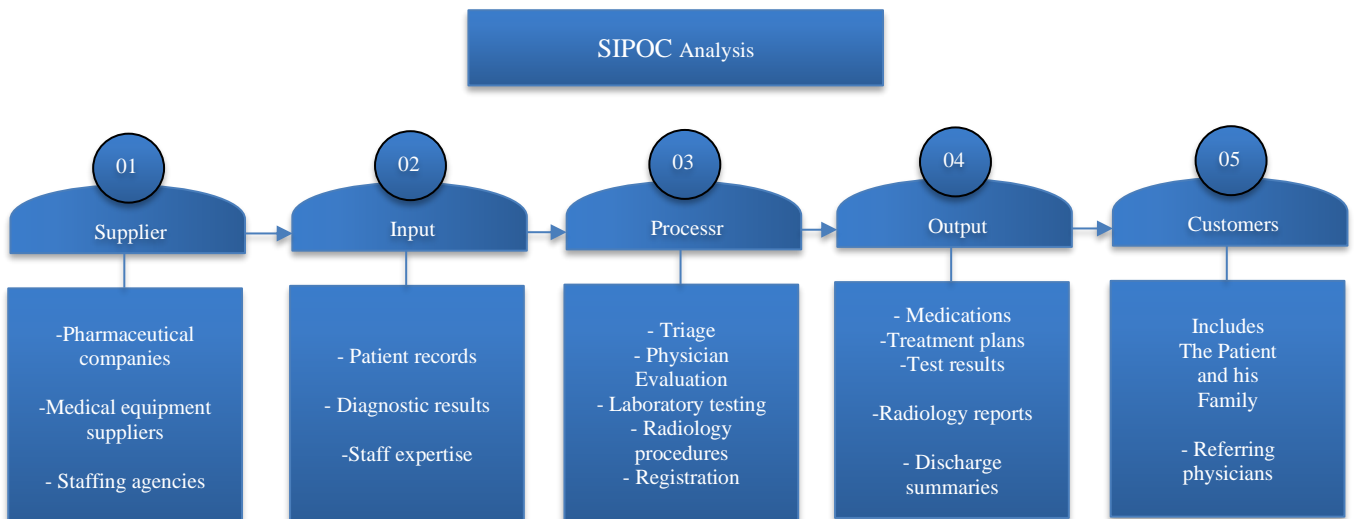 SIPOC Analysis
01
Supplier
-Pharmaceutical
companies
-Medical equipment
suppliers
- Staffing agencies
02
Input
- Patient records
- Diagnostic results
-Staff expertise
03
Processr
- Triage
- Physician
Evaluation
- Laboratory testing
- Radiology
procedures
- Registration
04
Output
- Medications
-Treatment plans
-Test results
-Radiology reports
- Discharge
summaries
05
Customers
Includes
The Patient
and his
Family
- Referring
physicians